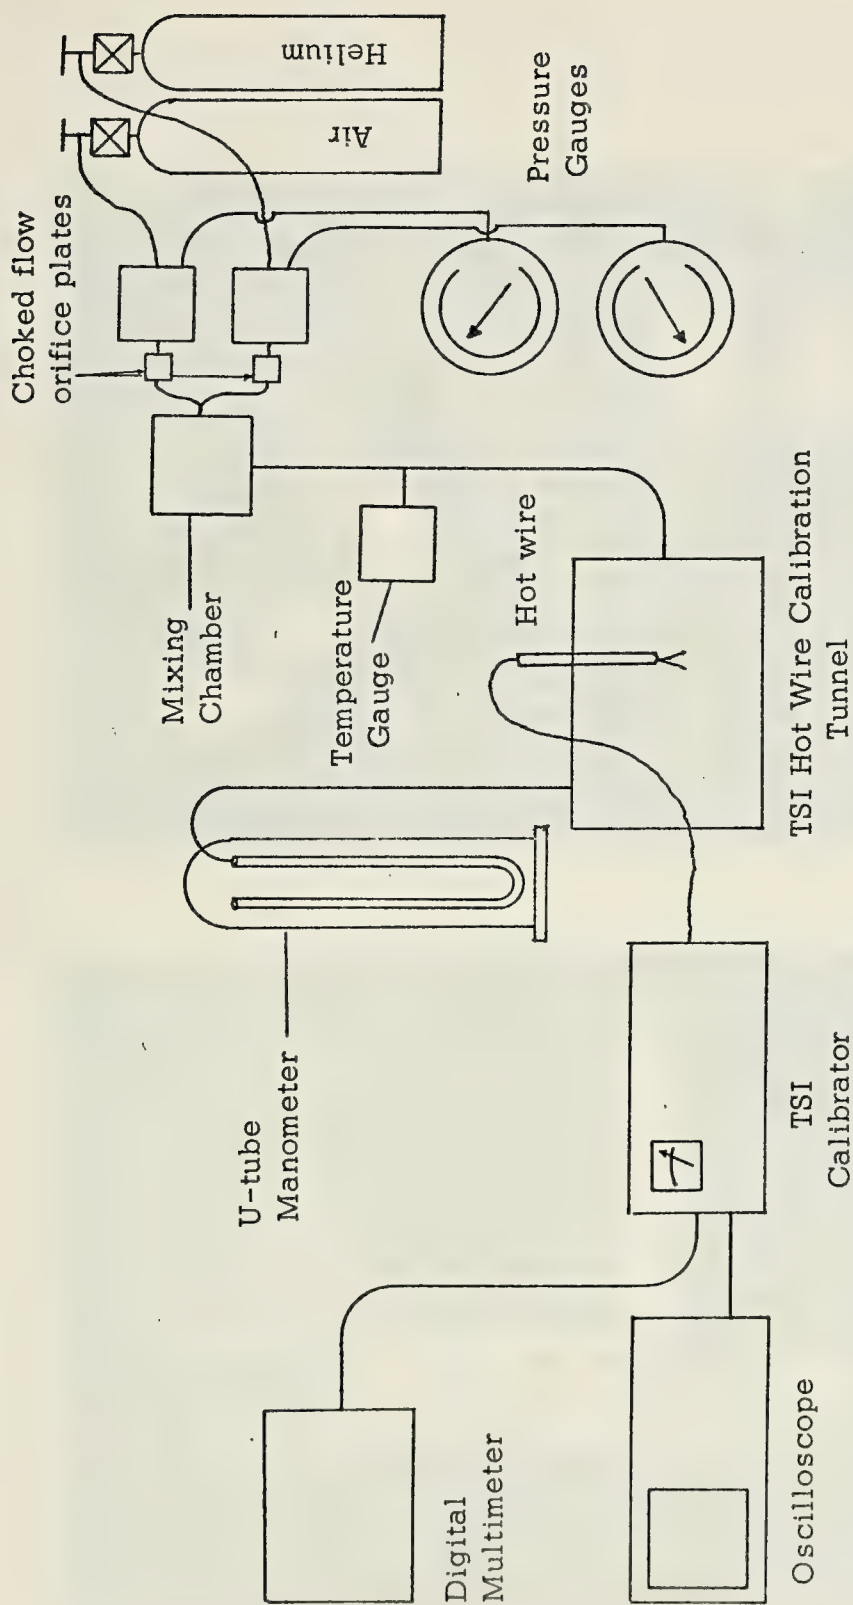 Choked flow
orifice plates
Helium
Air
Pressure
Gauges
Mixing
Chamber
Temperature
Gauge
Hot wire
TSI Hot Wire Calibration
Tunnel
U-tube
Manometer
TSI
Calibrator
Digital
Multimeter
Oscilloscope